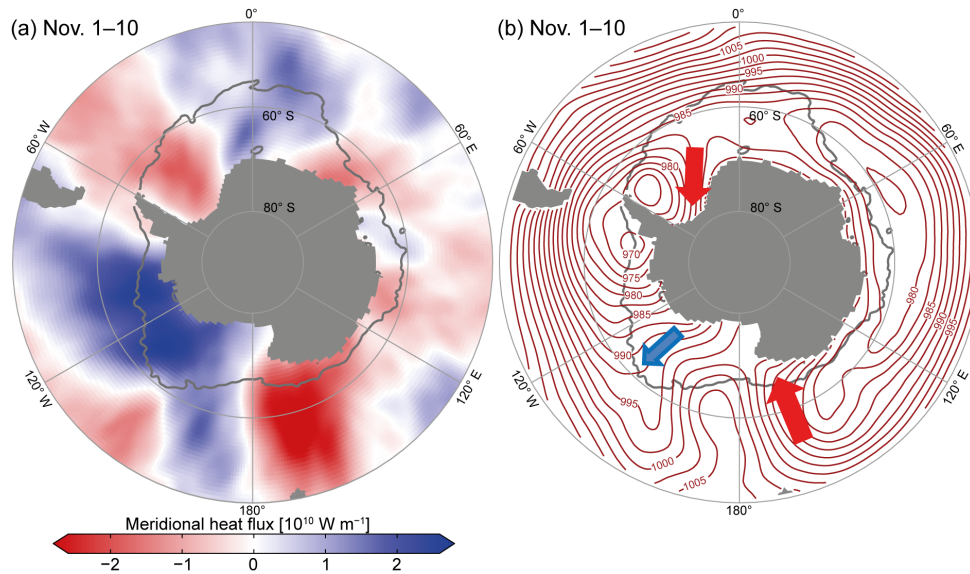 (a) Nov. 1–10
0°
60° S
60° W
60° E
80° S
120° W
120° E
180°
Meridional heat flux [10¹⁰ W m⁻¹]
−2 −1 0 1 2
(b) Nov. 1–10
0°
1005
1000
995
990
985
60° S
60° W
60° E
980
80° S
970
975
980
985
980
985
990
995
990
995
1000
1005
120° W
120° E
180°